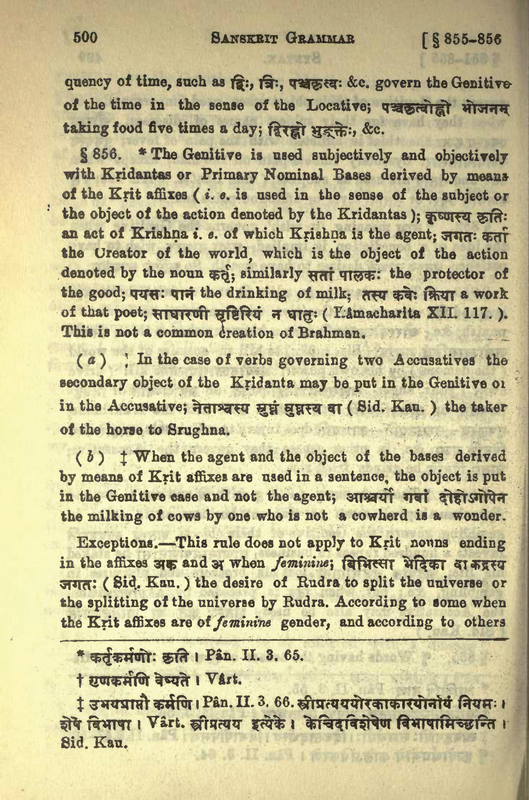 500 SANSKRIT GRAMMAR [ § 855-856
quency of time, such as द्विः, त्रिः, पञ्चकृत्वः &c. govern the Genitive
of the time in the sense of the Locative; पञ्चकृत्वोह्नो भोजनम्
taking food five times a day; द्विरह्नो भुङ्क्ते, &c.
§ 856. * The Genitive is used subjectively and objectively
with Kṛidantas or Primary Nominal Bases derived by means
of the Kṛit affixes ( i. e. is used in the sense of the subject or
the object of the action denoted by the Kridantas ); कृष्णस्य कृतिः
an act of Krishṇa i. e. of which Krishṇa is the agent; जगतः कर्ता
the Creator of the world, which is the object of the action
denoted by the noun कर्तृ; similarly सतां पालकः the protector of
the good; पयसः पानं the drinking of milk; तस्य कवेः क्रिया a work
of that poet; साधारणी सृष्टिरियं न धातुः ( Râmacharita XII. 117. ).
This is not a common creation of Brahman.
(a) † In the case of verbs governing two Accusatives the
secondary object of the Kṛidanta may be put in the Genitive or
in the Accusative; नेताश्वस्य स्रुघ्नं स्रुघ्नस्य वा ( Sid. Kau. ) the taker
of the horse to Srughna.
(b) ‡ When the agent and the object of the bases derived
by means of Kṛit affixes are used in a sentence, the object is put
in the Genitive case and not the agent; आश्चर्यो गवां दोहोऽगोपेन
the milking of cows by one who is not a cowherd is a wonder.
Exceptions.—This rule does not apply to Kṛit nouns ending
in the affixes अक and अ when feminine; बिभित्सा भेदिका वा रुद्रस्य
जगतः ( Sid. Kau. ) the desire of Rudra to split the universe or
the splitting of the universe by Rudra. According to some when
the Kṛit affixes are of feminine gender, and according to others
* कर्तृकर्मणोः कृति । Pân. II. 3. 65.
† गुणकर्मणि वेष्यते । Vârt.
‡ उभयप्राप्तौ कर्मणि । Pan. II. 3. 66. स्त्रीप्रत्यययोरकाकारयोर्नायं नियमः ।
शेषे विभाषा । Vârt. स्त्रीप्रत्यय इत्येके । केचिदविशेषेण विभाषामिच्छन्ति ।
Sid. Kau.